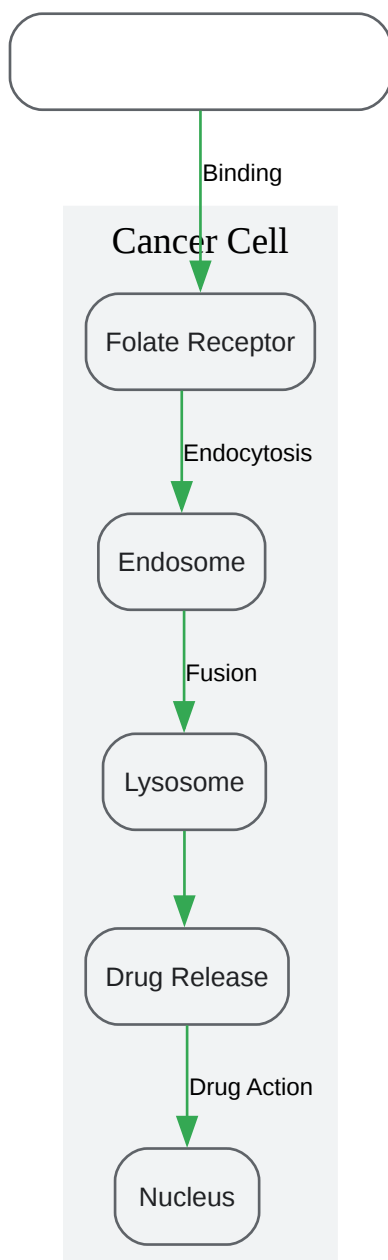 Binding
Cancer Cell
Folate Receptor
Endocytosis
Endosome
Fusion
Lysosome
Drug Release
Drug Action
Nucleus